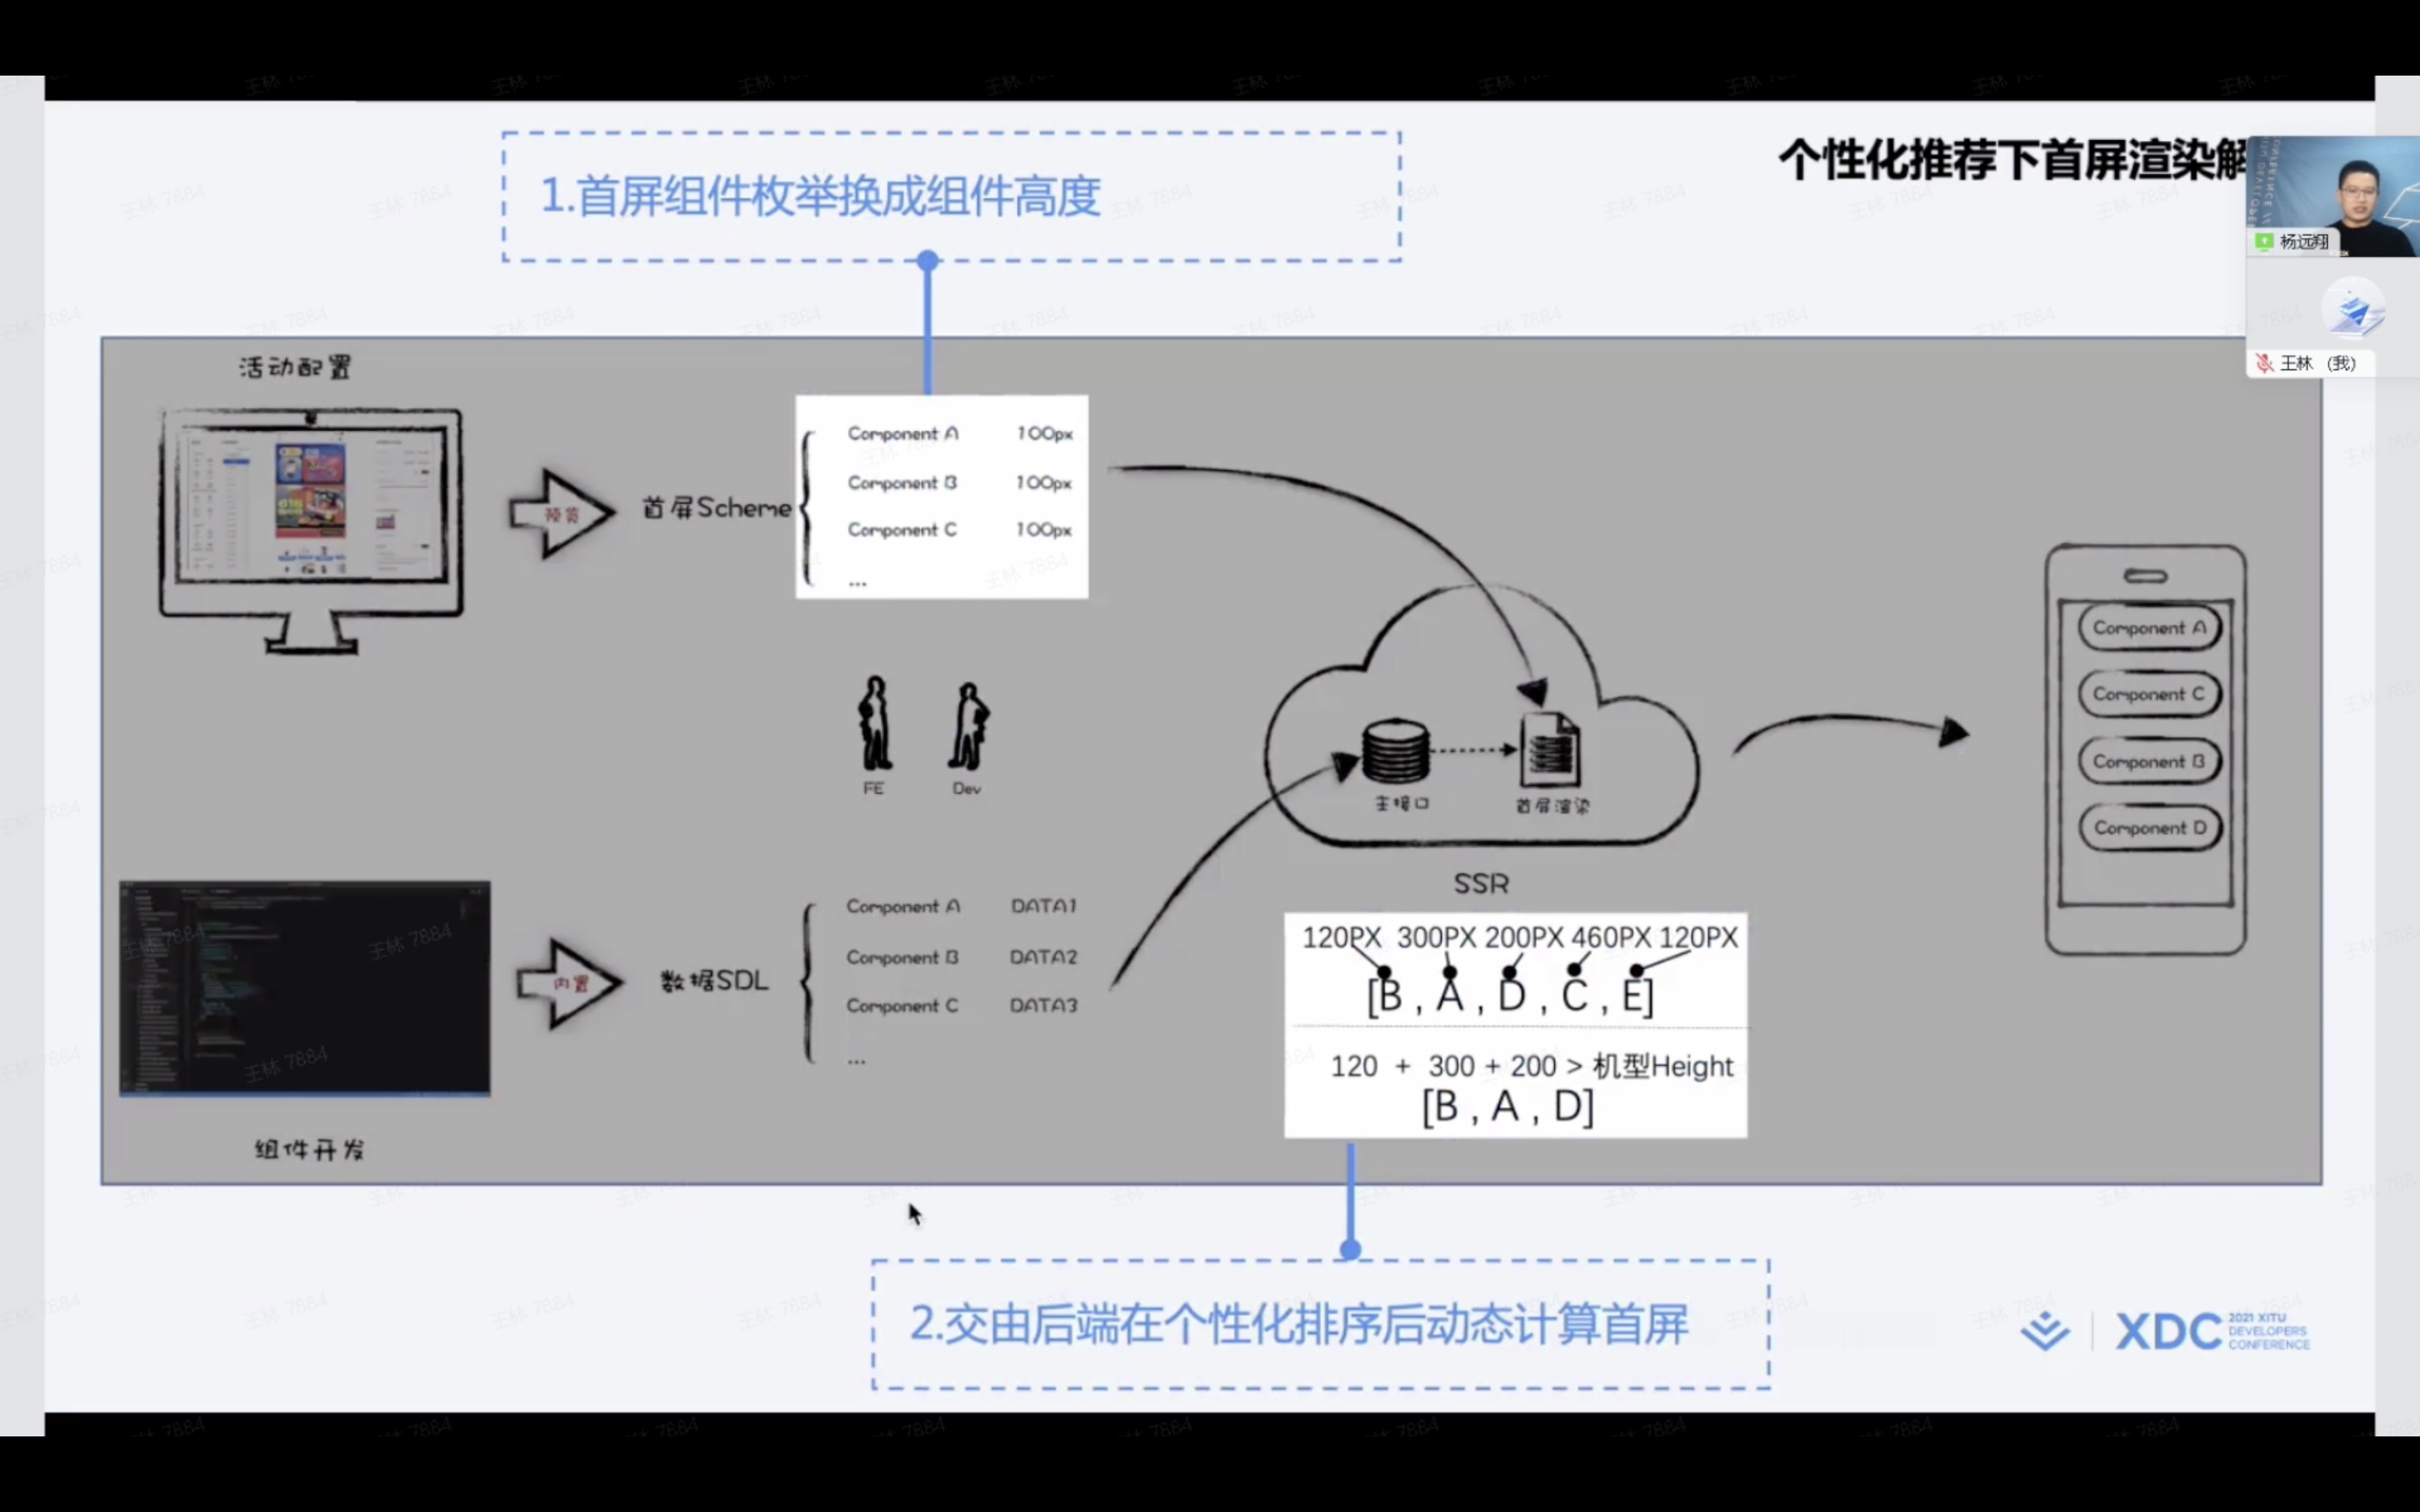 个性化推荐下首屏渲染解
1.首屏组件枚举换成组件高度
杨远翔
王林 (我)
活动配置
预览
首屏Scheme
Component A 100px
Component B 100px
Component C 100px
...
FE
Dev
主接口
首屏渲染
SSR
Component A
Component C
Component B
Component D
内置
数据SDL
Component A DATA1
Component B DATA2
Component C DATA3
...
组件开发
120PX 300PX 200PX 460PX 120PX
[B , A , D , C , E]
120 + 300 + 200 > 机型Height
[B , A , D]
2.交由后端在个性化排序后动态计算首屏
XDC
2021 XITU
DEVELOPERS
CONFERENCE
王林 7884